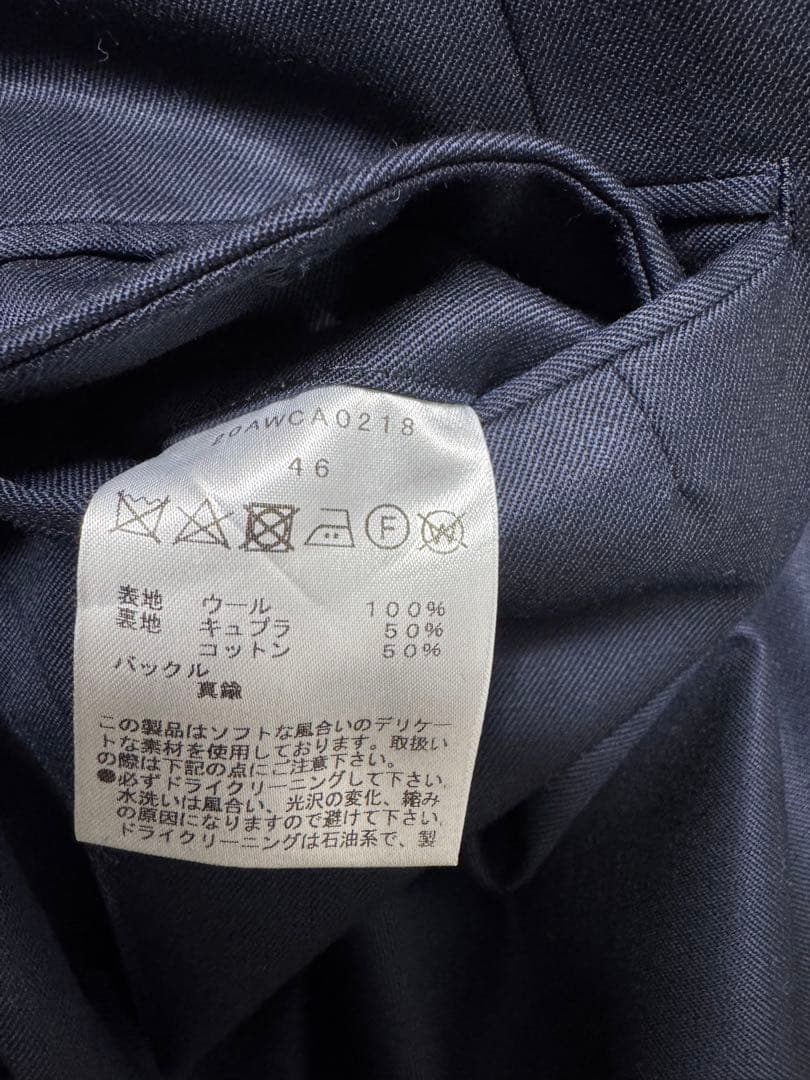 20AWCA0218
46
F W
表地 ウール 100%
裏地 キュプラ 50%
コットン 50%
バックル
真鍮
この製品はソフトな風合いのデリケー
トな素材を使用しております。取扱い
の際は下記の点にご注意下さい。
●必ずドライクリーニングして下さい.
水洗いは風合い、光沢の変化、縮み
の原因になりますので避けて下さい.
ドライクリーニングは石油系で、製